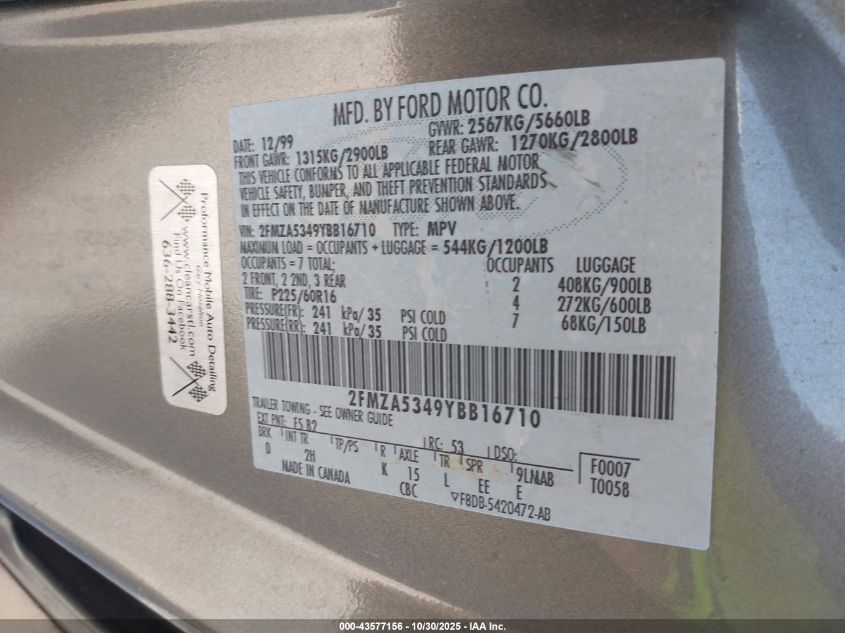 MFD. BY FORD MOTOR CO.
DATE: 12/99
GVWR: 2567KG/5660LB
FRONT GAWR: 1315KG/2900LB
REAR GAWR: 1270KG/2800LB
THIS VEHICLE CONFORMS TO ALL APPLICABLE FEDERAL MOTOR
VEHICLE SAFETY, BUMPER, AND THEFT PREVENTION STANDARDS
IN EFFECT ON THE DATE OF MANUFACTURE SHOWN ABOVE.
VIN: 2FMZA5349YBB16710 TYPE: MPV
MAXIMUM LOAD = OCCUPANTS + LUGGAGE = 544KG/1200LB
OCCUPANTS = 7 TOTAL; OCCUPANTS LUGGAGE
2 FRONT, 2 2ND, 3 REAR 2 408KG/900LB
TIRE: P225/60R16 4 272KG/600LB
PRESSURE(FR): 241 kPa/35 PSI COLD 7 68KG/150LB
PRESSURE(RR): 241 kPa/35 PSI COLD
2FMZA5349YBB16710
TRAILER TOWING - SEE OWNER GUIDE
EXT PNT: FS B2 RC: 53 DSO:
BRK INT TR TP/PS R AXLE TR SPR
D 2H K 15 L EE E 9LMAB
F0007
T0058
MADE IN CANADA CBC
F8DB-5420472-AB
Proformance Mobile Auto Detailing
www.cleancarstl.com
Find Us On Facebook
636-288-3442
000-43577156 - 10/30/2025 - IAA Inc.